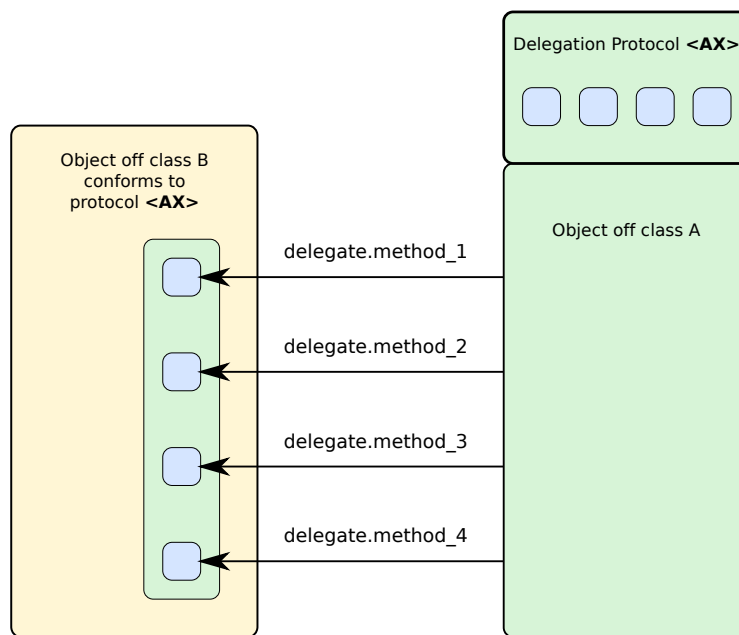 Delegation Protocol <AX>
Object off class B
conforms to
protocol <AX>
Object off class A
delegate.method_1
delegate.method_2
delegate.method_3
delegate.method_4